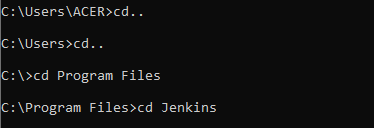 C:\Users\ACER>cd..
C:\Users>cd..
C:\>cd Program Files
C:\Program Files>cd Jenkins